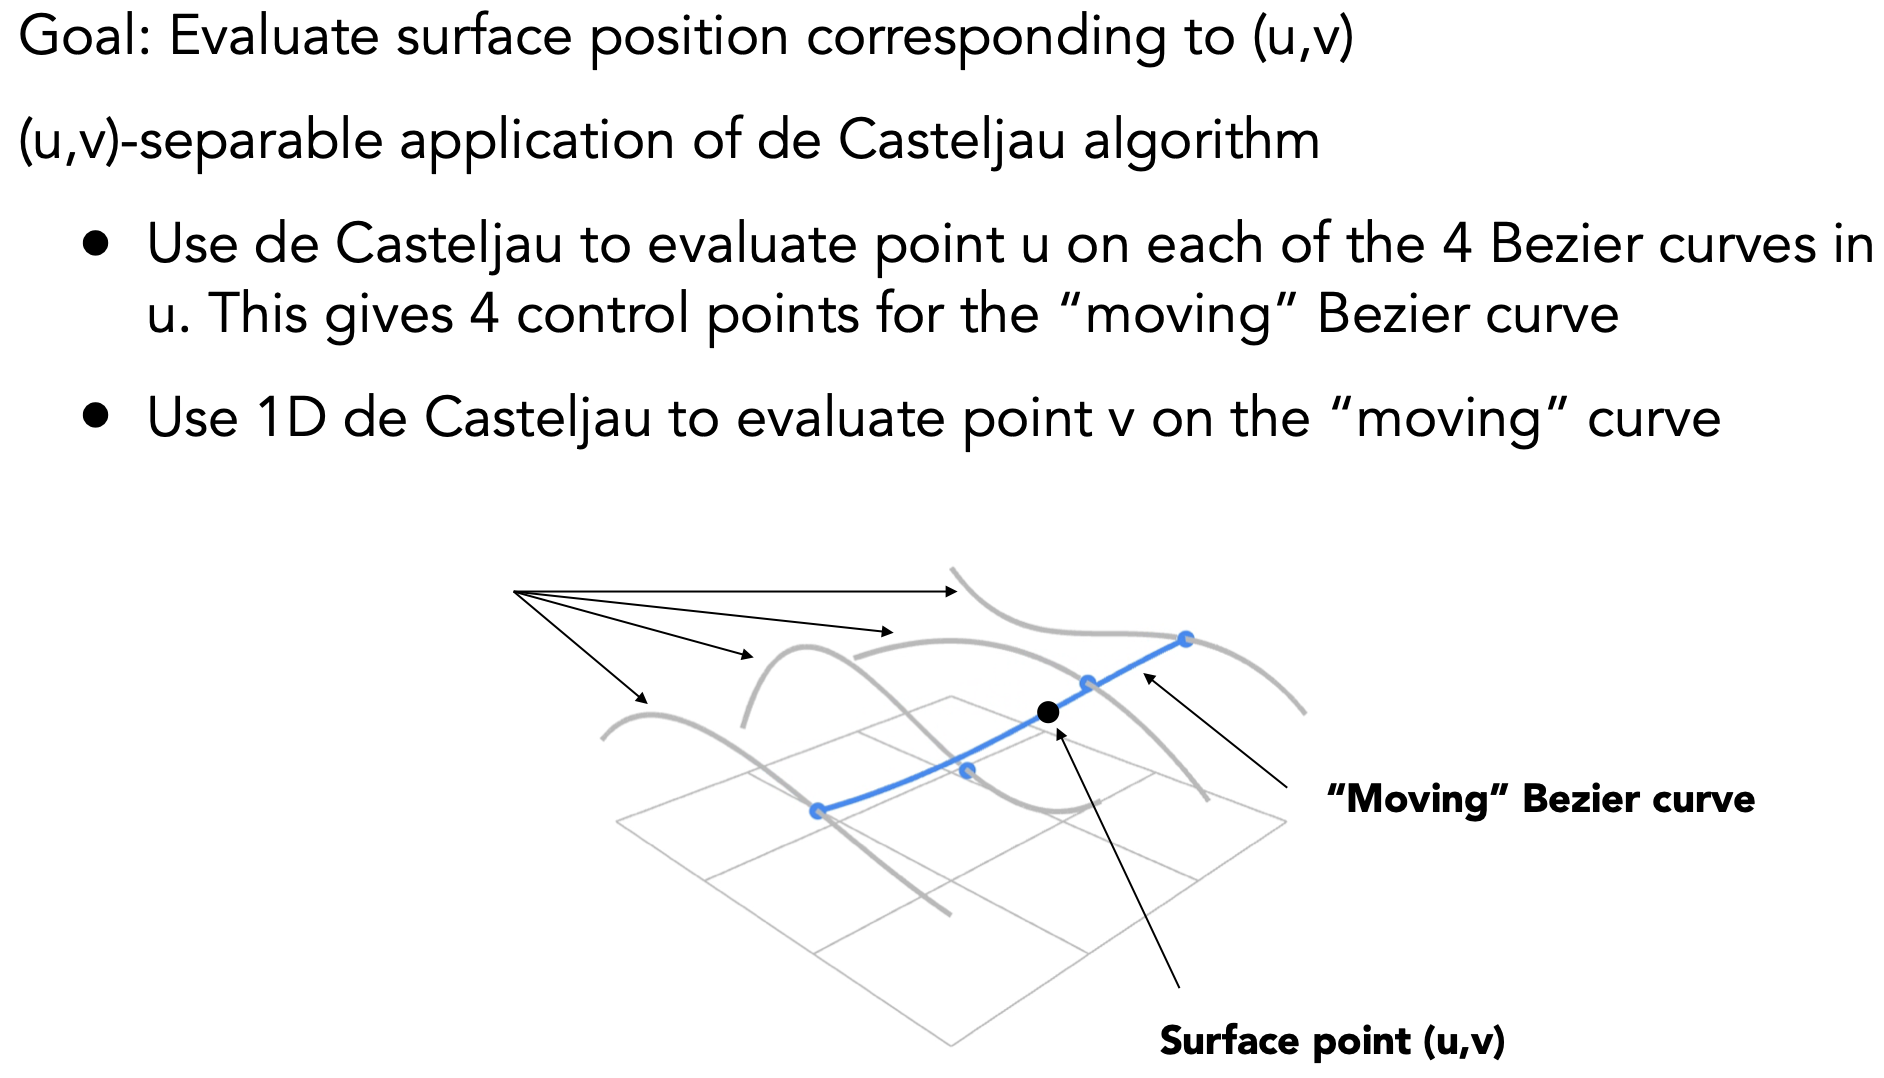 Goal: Evaluate surface position corresponding to (u,v)
(u,v)-separable application of de Casteljau algorithm
● Use de Casteljau to evaluate point u on each of the 4 Bezier curves in
u. This gives 4 control points for the “moving” Bezier curve
● Use 1D de Casteljau to evaluate point v on the “moving” curve
“Moving” Bezier curve
Surface point (u,v)